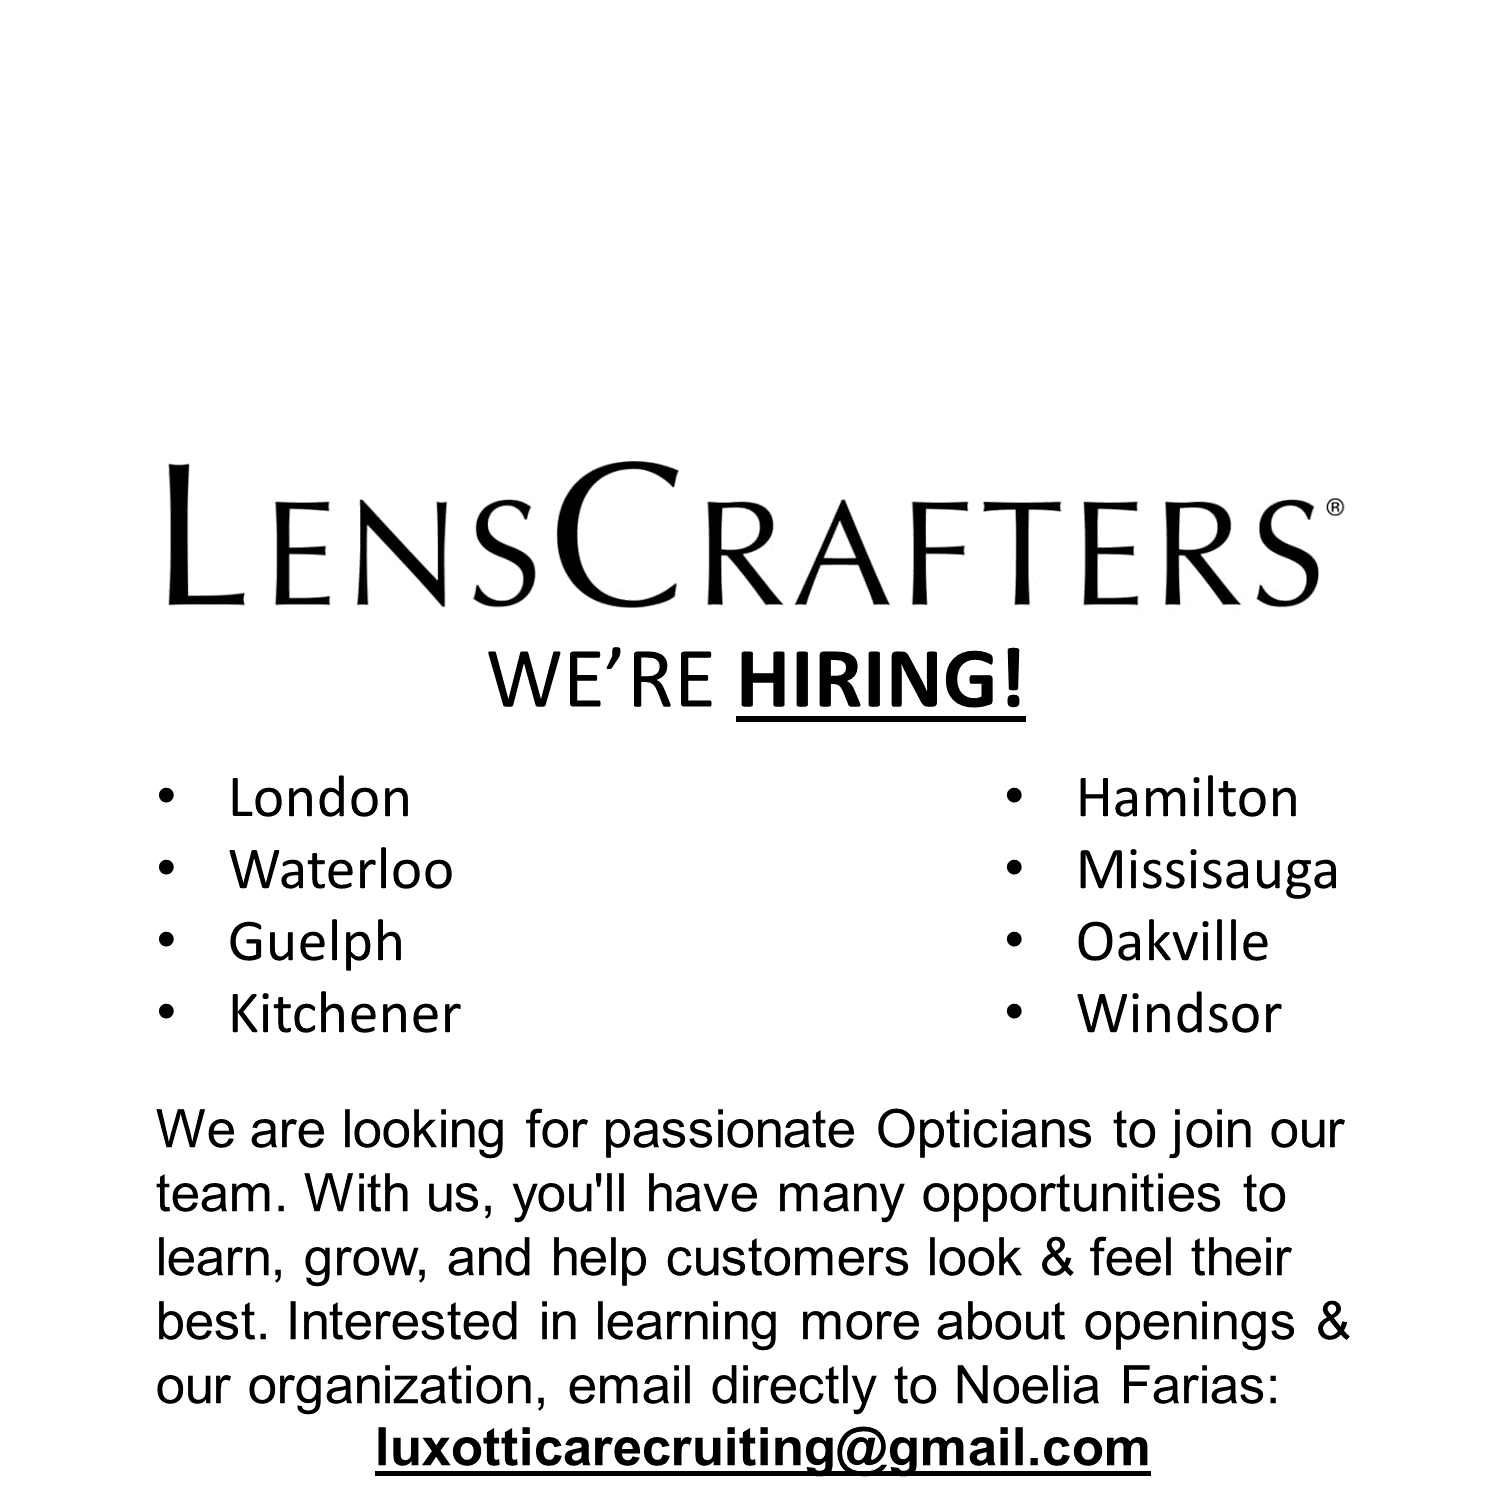 LENSCRAFTERS®
WE’RE HIRING!
• London
• Waterloo
• Guelph
• Kitchener
• Hamilton
• Missisauga
• Oakville
• Windsor
We are looking for passionate Opticians to join our
team. With us, you'll have many opportunities to
learn, grow, and help customers look & feel their
best. Interested in learning more about openings &
our organization, email directly to Noelia Farias:
luxotticarecruiting@gmail.com